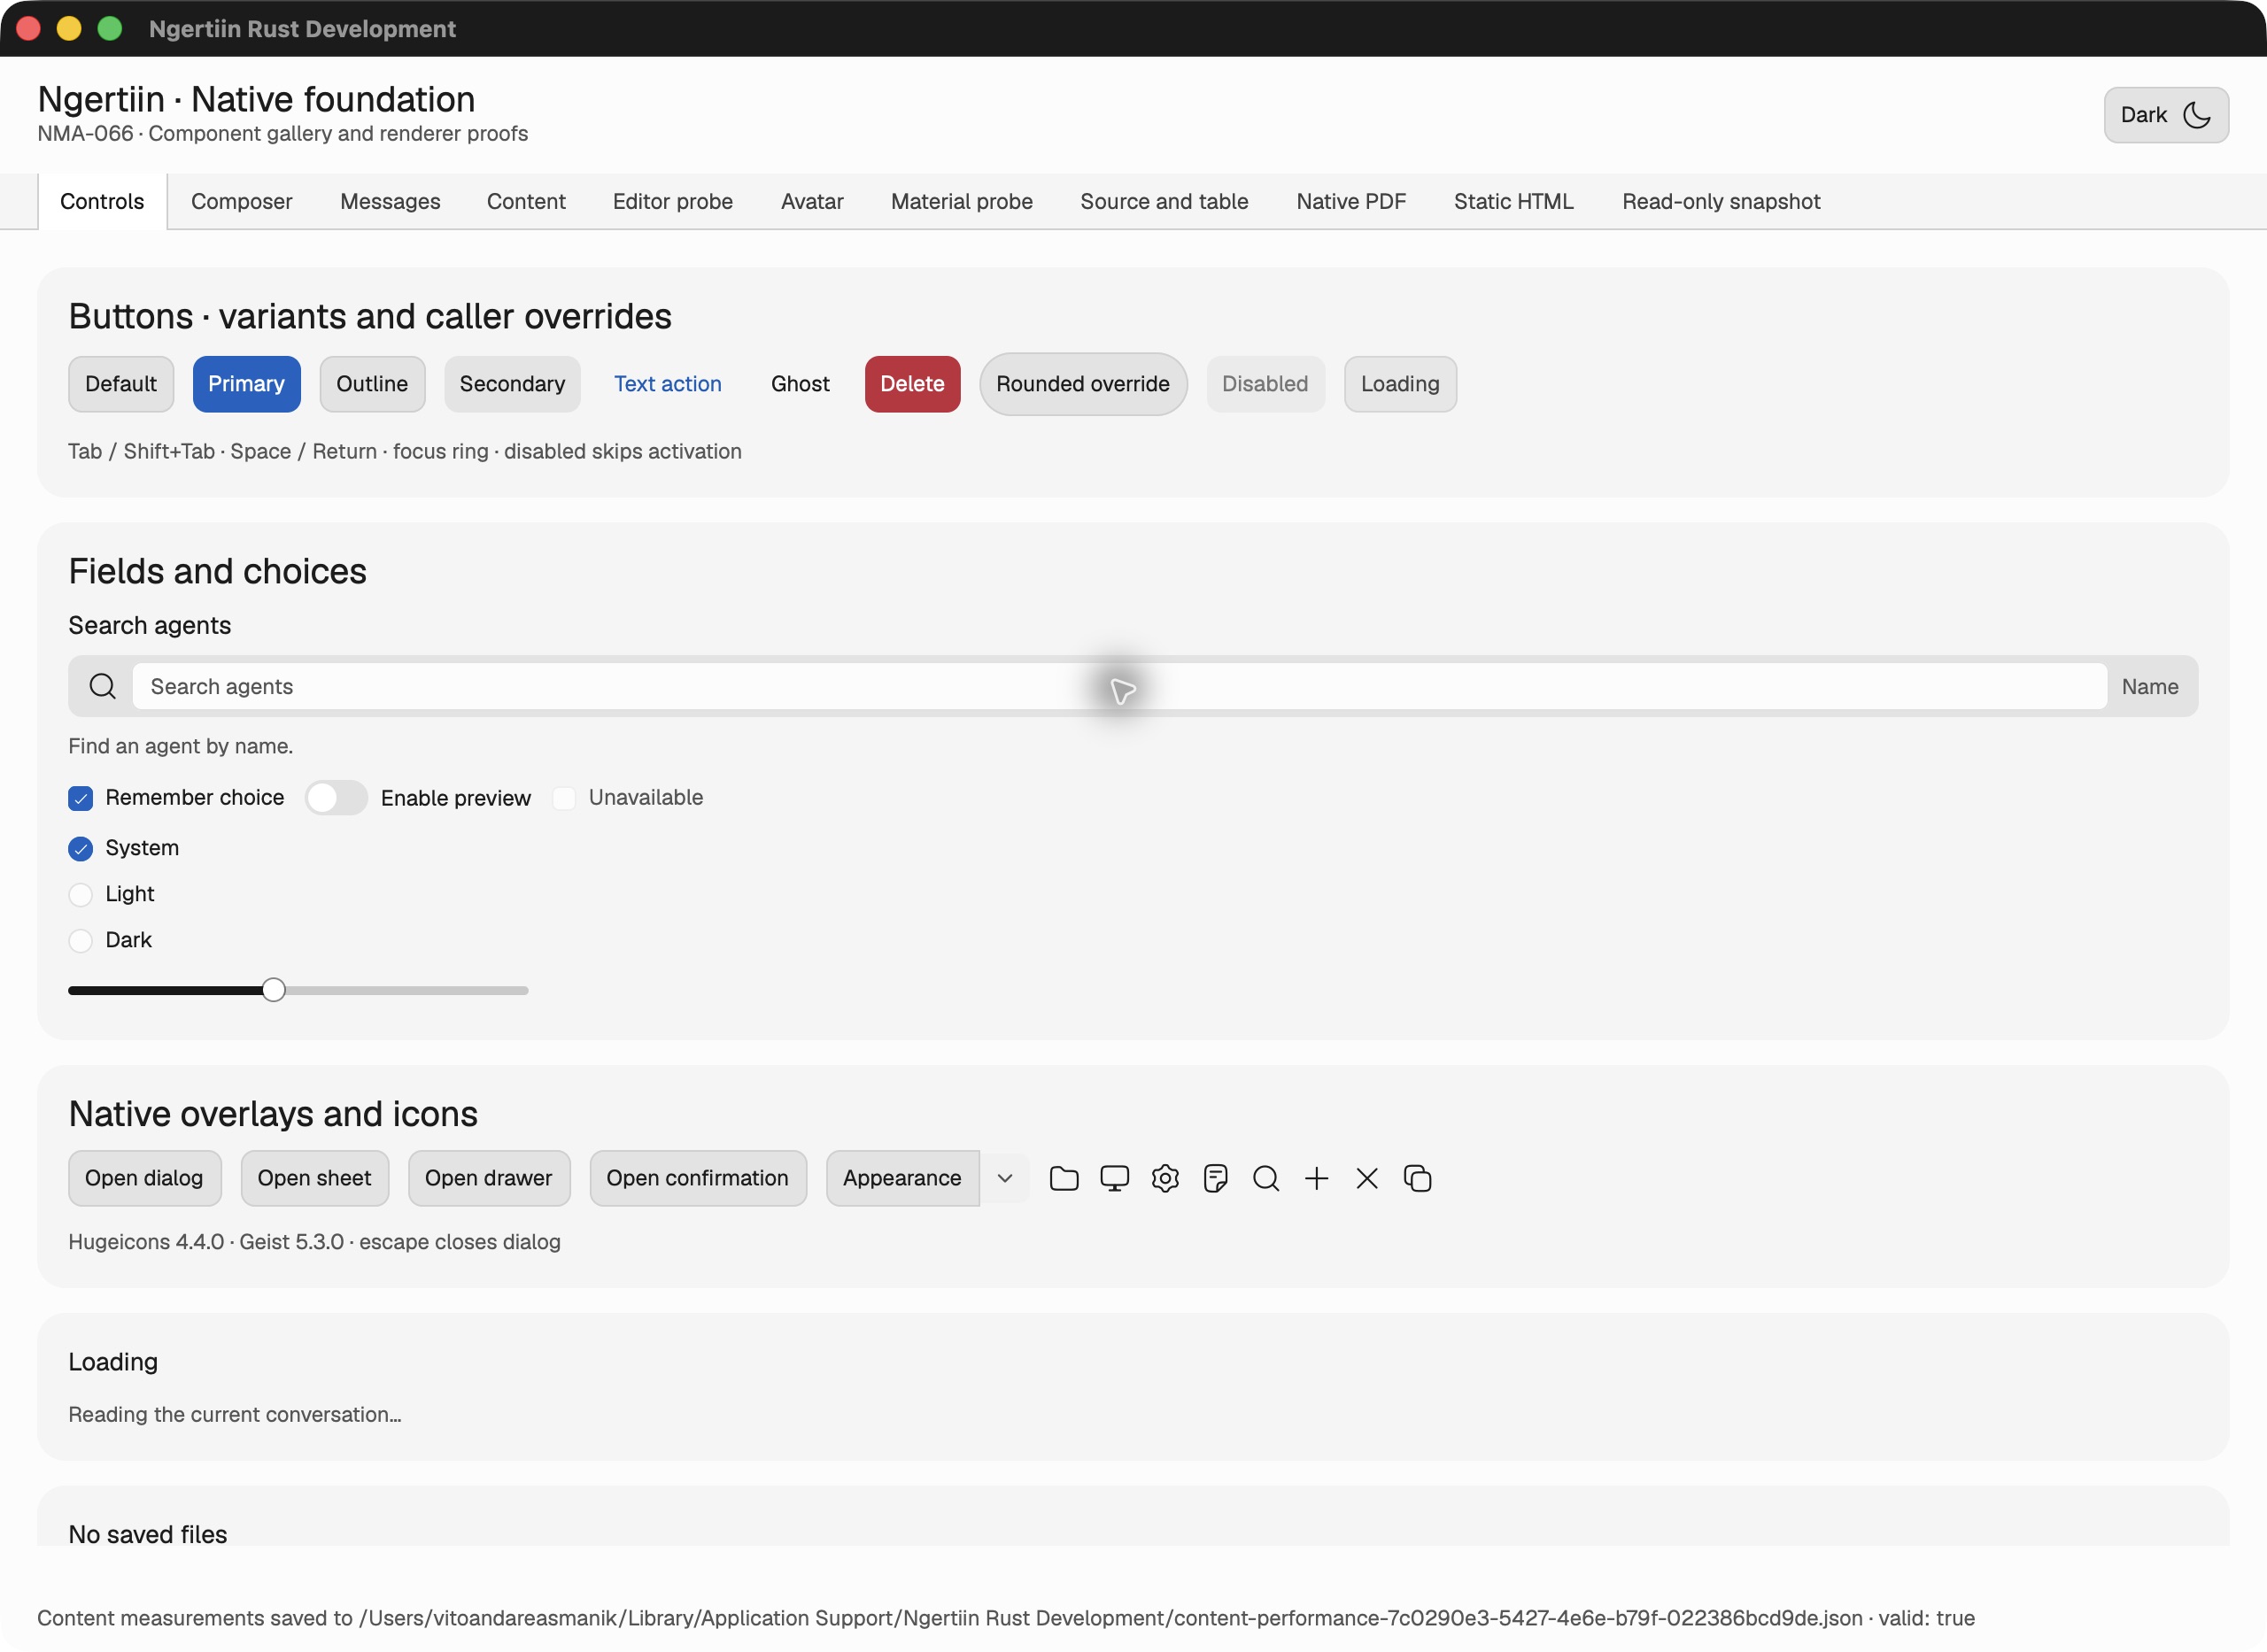 Ngertiin Rust Development
Ngertiin · Native foundation
NMA-066 · Component gallery and renderer proofs
Dark
Controls Composer Messages Content Editor probe Avatar Material probe Source and table Native PDF Static HTML Read-only snapshot
Buttons · variants and caller overrides
Default Primary Outline Secondary Text action Ghost Delete Rounded override Disabled Loading
Tab / Shift+Tab · Space / Return · focus ring · disabled skips activation
Fields and choices
Search agents
Search agents Name
Find an agent by name.
Remember choice Enable preview Unavailable
System
Light
Dark
Native overlays and icons
Open dialog Open sheet Open drawer Open confirmation Appearance
Hugeicons 4.4.0 · Geist 5.3.0 · escape closes dialog
Loading
Reading the current conversation…
No saved files
Content measurements saved to /Users/vitoandareasmanik/Library/Application Support/Ngertiin Rust Development/content-performance-7c0290e3-5427-4e6e-b79f-022386bcd9de.json · valid: true